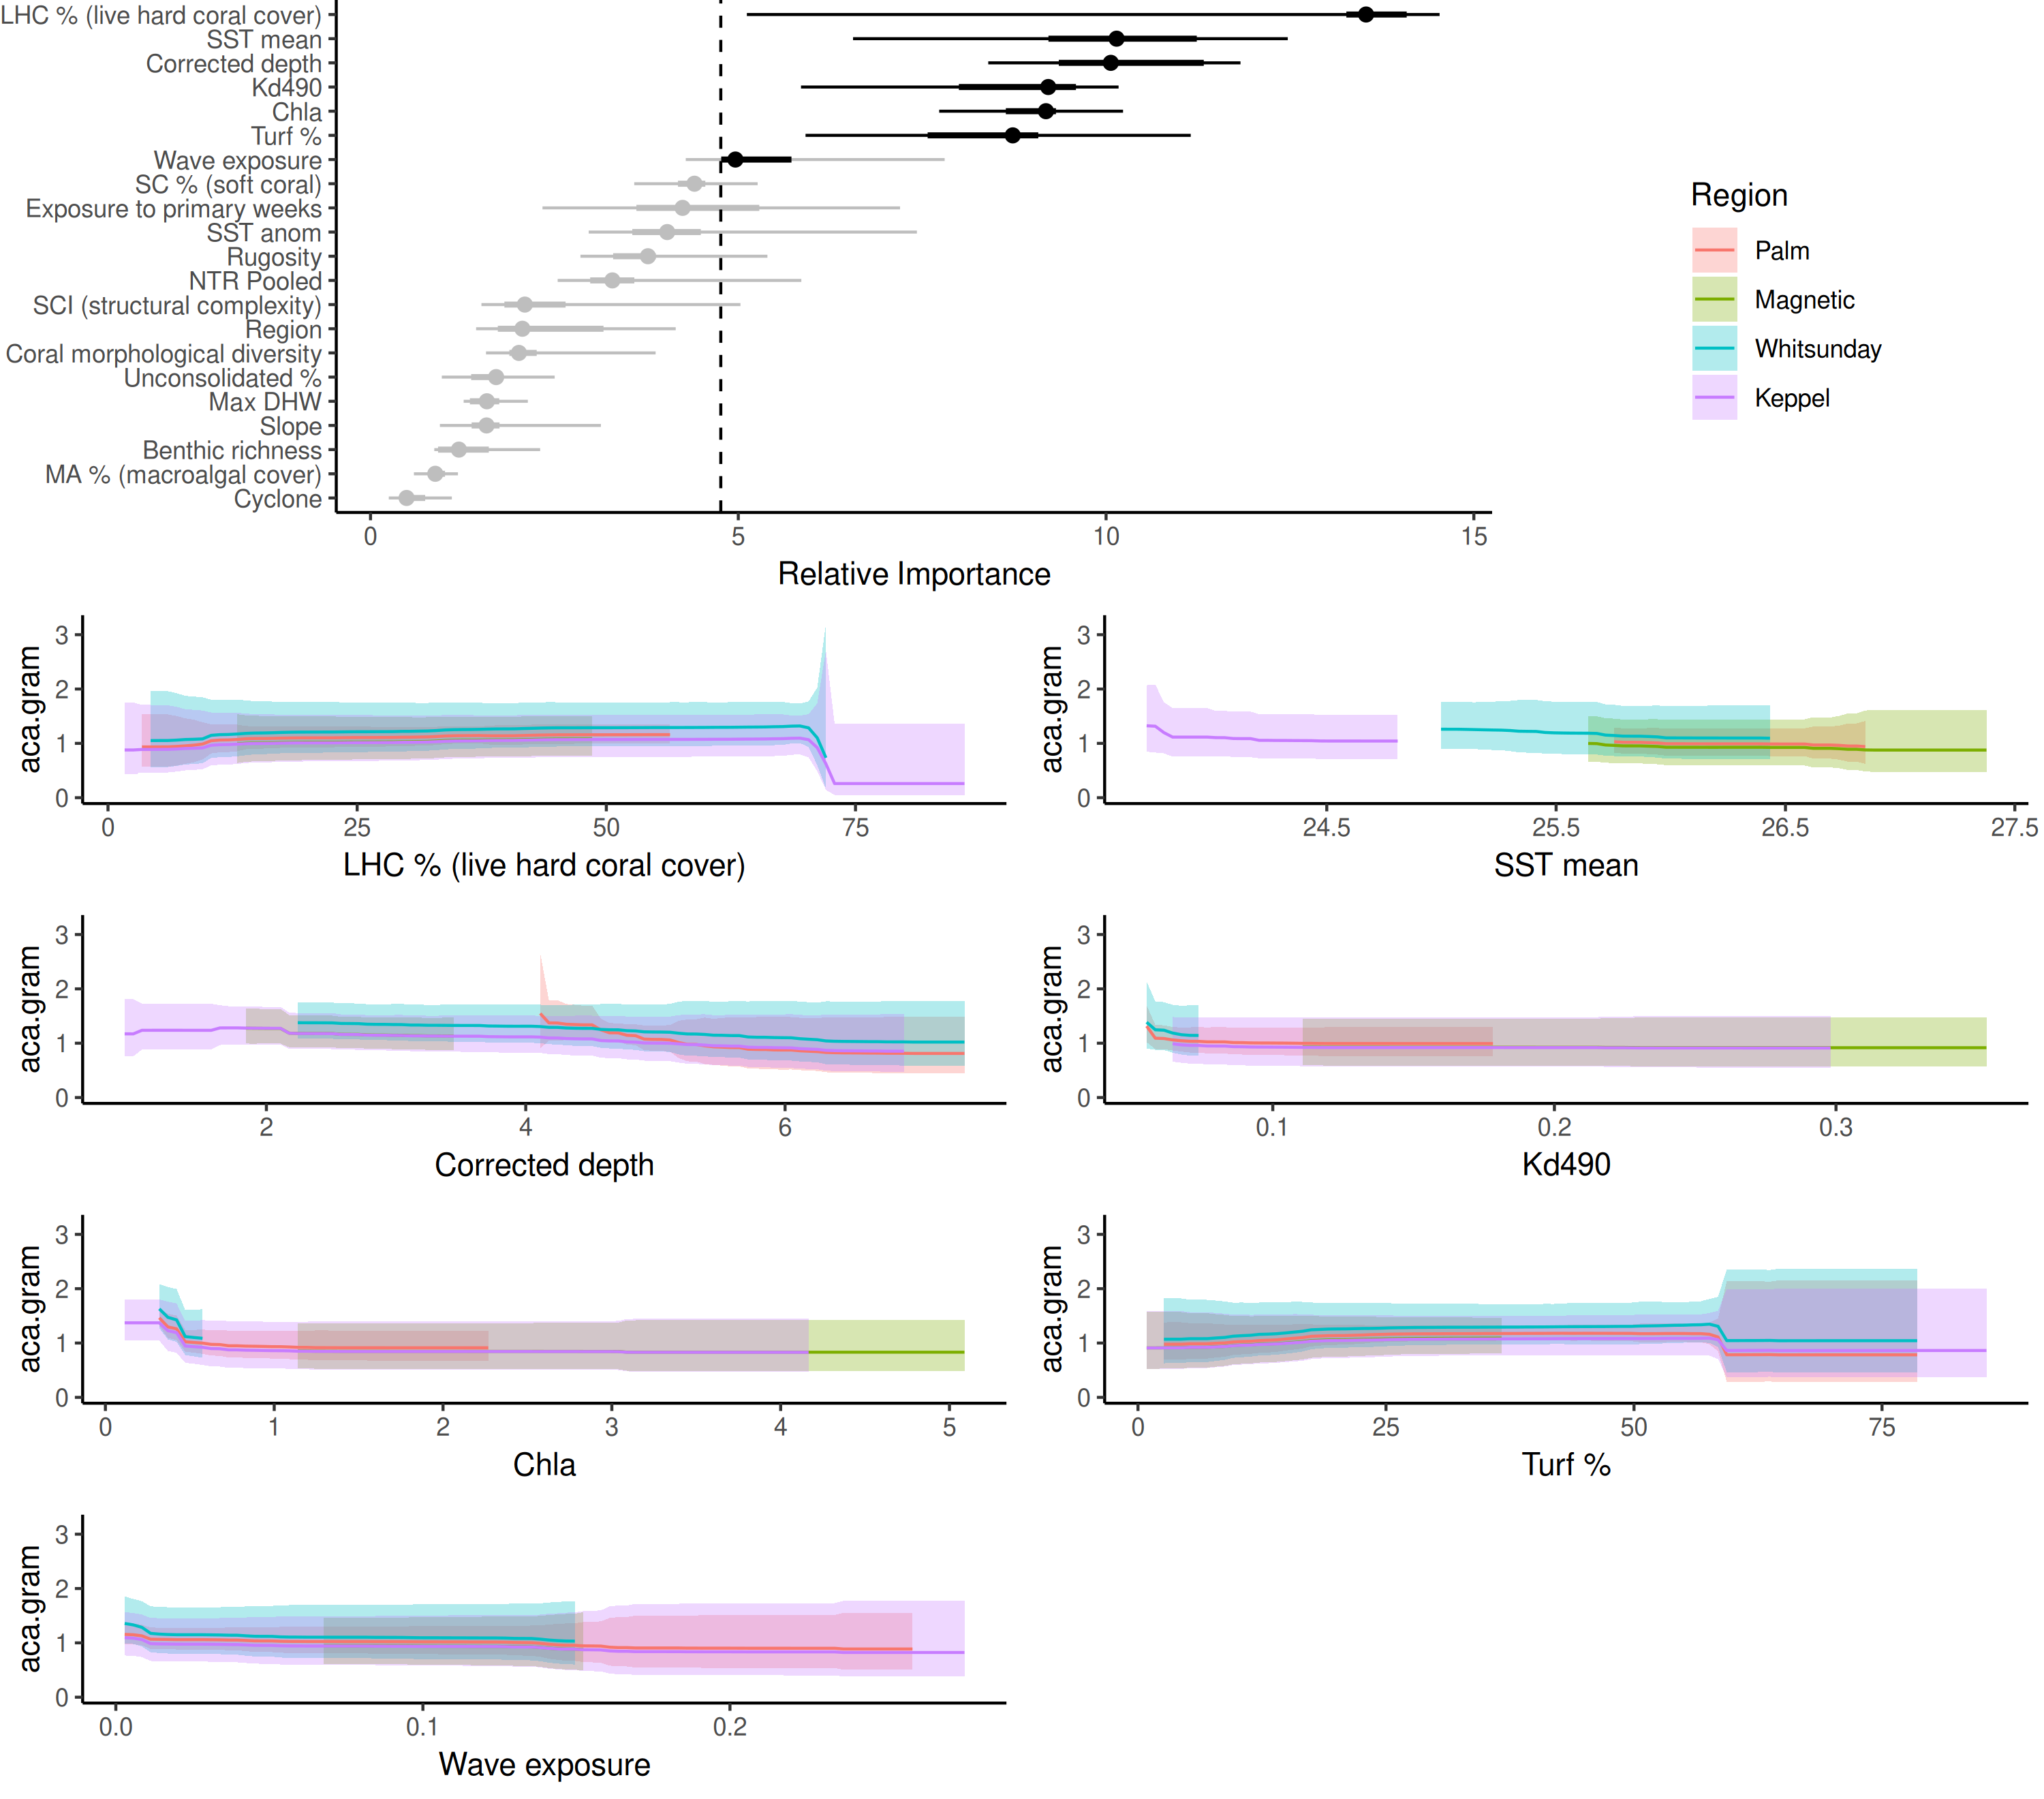 LHC % (live hard coral cover)
SST mean
Corrected depth
Kd490
Chla
Turf %
Wave exposure
SC % (soft coral)
Exposure to primary weeks
SST anom
Rugosity
NTR Pooled
SCI (structural complexity)
Region
Coral morphological diversity
Unconsolidated %
Max DHW
Slope
Benthic richness
MA % (macroalgal cover)
Cyclone
0 5 10 15
Relative Importance
Region
Palm
Magnetic
Whitsunday
Keppel
aca.gram
3
2
1
0
0 25 50 75
LHC % (live hard coral cover)
aca.gram
3
2
1
0
24.5 25.5 26.5 27.5
SST mean
aca.gram
3
2
1
0
2 4 6
Corrected depth
aca.gram
3
2
1
0
0.1 0.2 0.3
Kd490
aca.gram
3
2
1
0
0 1 2 3 4 5
Chla
aca.gram
3
2
1
0
0 25 50 75
Turf %
aca.gram
3
2
1
0
0.0 0.1 0.2
Wave exposure